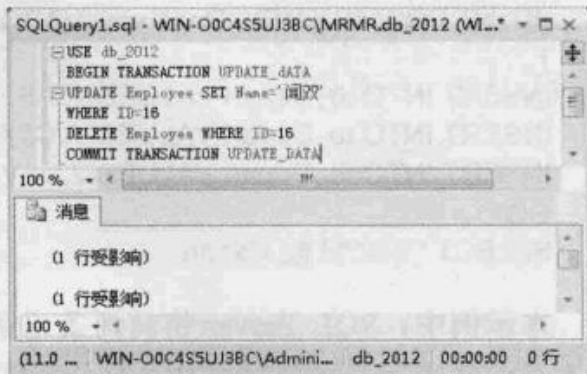 SQLQuery1.sql - WIN-O0C4S5UJ3BC\MRMR.db_2012 (WI...*
USE db_2012
BEGIN TRANSACTION UPDATE_dATA
UPDATE Employee SET Name='闻双'
WHERE ID=16
DELETE Employee WHERE ID=16
COMMIT TRANSACTION UPDATE_DATA
100 %
消息
(1 行受影响)
(1 行受影响)
100 %
(11.0 ... WIN-O0C4S5UJ3BC\Admini... db_2012 00:00:00 0 行